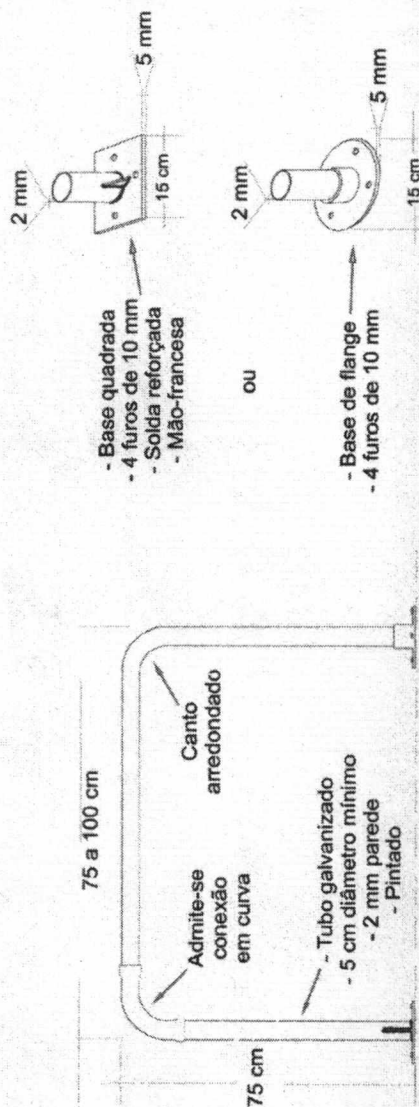 75 a 100 cm
75 cm
Admite-se
conexão
em curva
Canto
arredondado
- Tubo galvanizado
- 5 cm diâmetro mínimo
- 2 mm parede
- Pintado
2 mm
5 mm
15 cm
- Base quadrada
- 4 furos de 10 mm
- Solda reforçada
- Mão-francesa
ou
2 mm
5 mm
15 cm
- Base de flange
- 4 furos de 10 mm